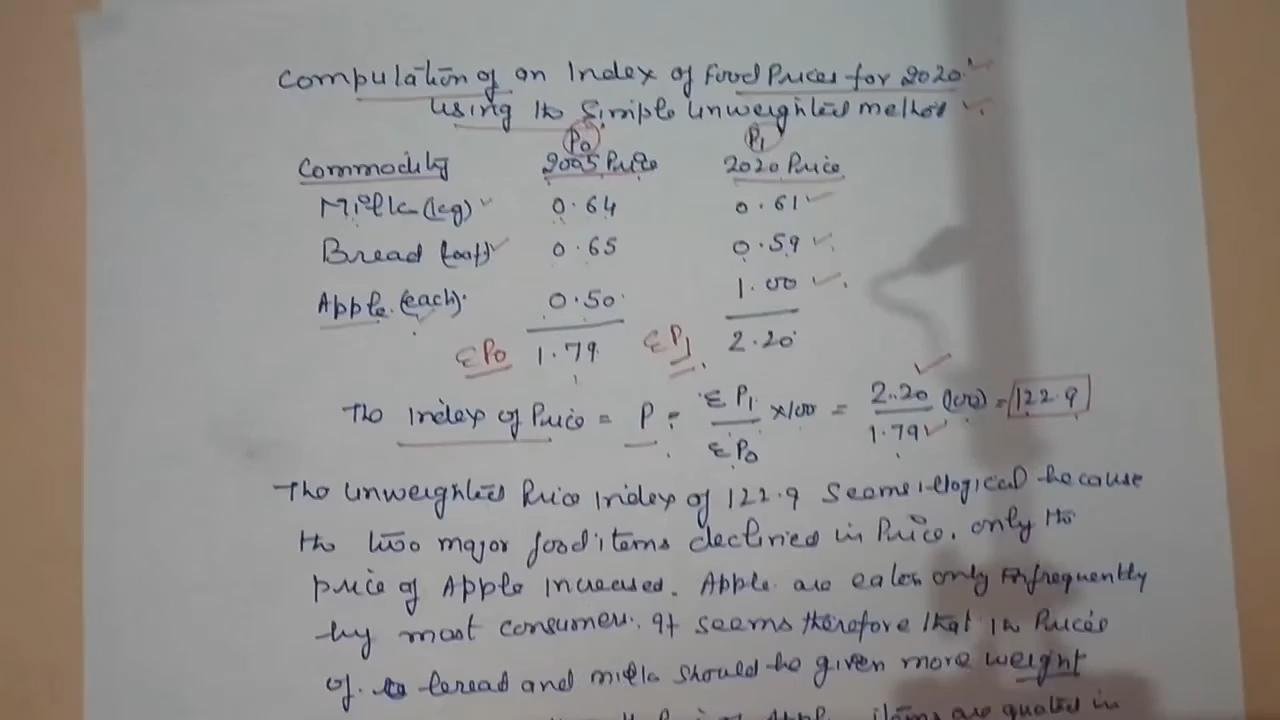 Computation of an Index of Food Prices for 2020
using the Simple unweighted method
P0 P1
Commodity 2005 Price 2020 Price
Milk (kg) 0.64 0.61
Bread (loaf) 0.65 0.59
Apple (each) 0.50 1.00
ΣP0 1.79 ΣP1 2.20
The Index of Price = P = ΣP1/ΣP0 ×100 = 2.20/1.79 (100) = 122.9
The unweighted Price Index of 122.9 seems illogical because
the two major food items declined in Price. only the
price of Apple increased. Apple are eaten only Infrequently
by most consumers. It seems therefore that the Prices
of bread and milk should be given more weight
items are quoted in